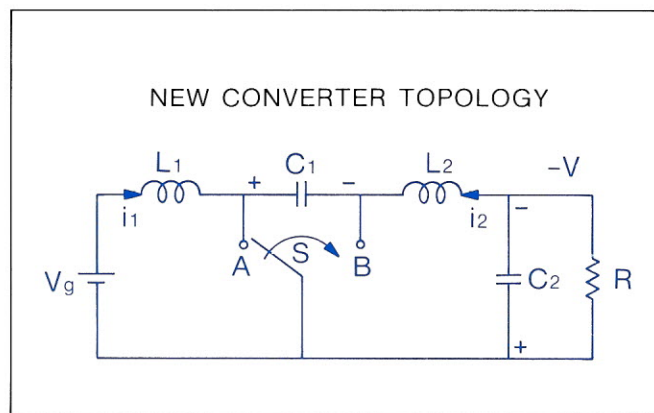 NEW CONVERTER TOPOLOGY
L1
+
C1
−
L2
−V
i1
i2
−
A
S
B
Vg
C2
R
+